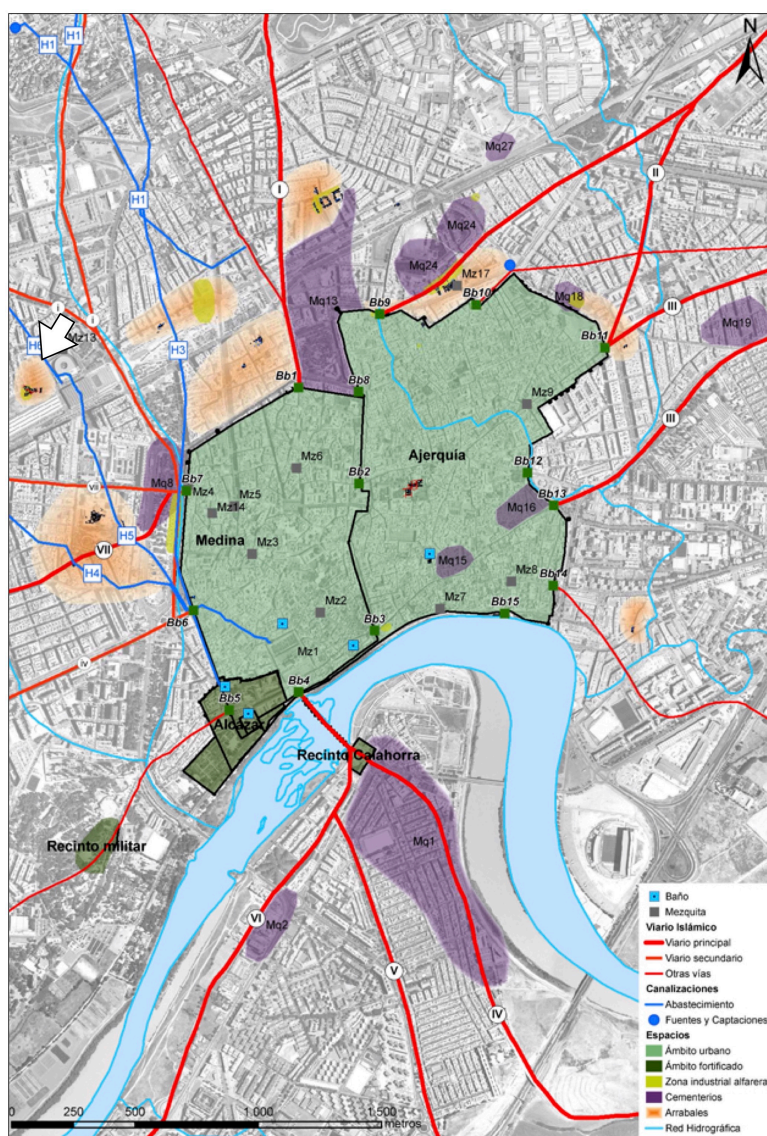 N
H1
H1
H1
H1
I
II
Mq27
Mq24
Mq24
Mz17
Mq13
Bb9
Bb10
Mq18
III
Mq19
i
i
Mz13
H6
H3
Bb11
Bb1
Bb8
Mz9
III
Ajerquía
Mz6
Mq8
Bb7
Bb2
Bb12
vii
Mz4
Mz5
Mz14
Mq16
Bb13
H5
VII
Medina
Mz3
H4
Mq15
Mz8
Bb14
Bb6
Mz2
Mz7
Bb15
Bb3
iv
Mz1
Bb4
Bb5
Alcázar
Recinto Calahorra
Recinto militar
Mq1
VI
Mq2
V
IV
Baño
Mezquita
Viario Islámico
Viario principal
Viario secundario
Otras vías
Canalizaciones
Abastecimiento
Fuentes y Captaciones
Espacios
Ámbito urbano
Ámbito fortificado
Zona industrial alfarera
Cementerios
Arrabales
Red Hidrográfica
0 250 500 1.000 1.500
metros